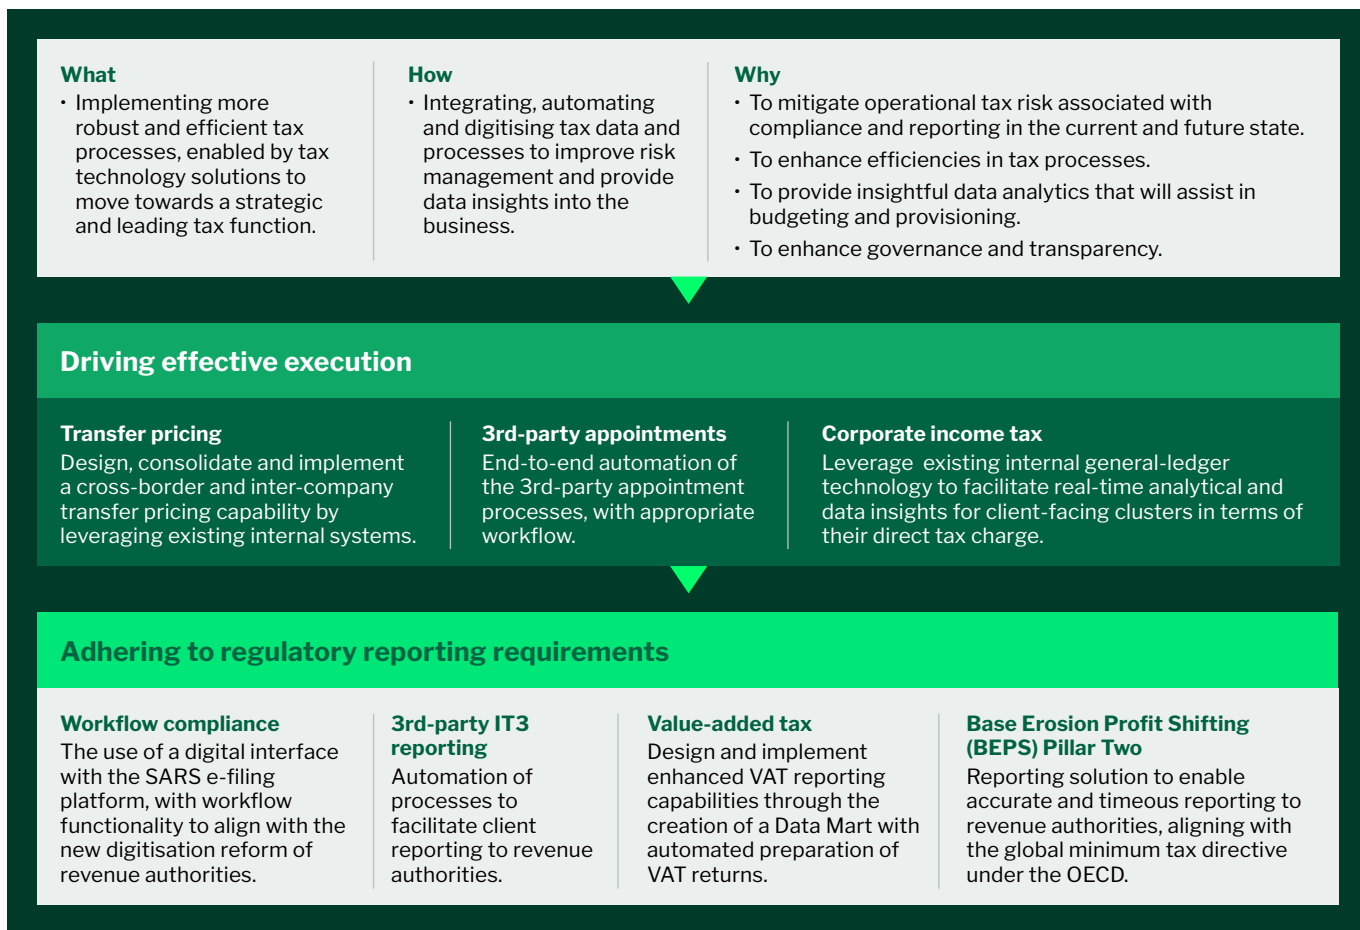 What
• Implementing more
robust and efficient tax
processes, enabled by tax
technology solutions to
move towards a strategic
and leading tax function.
How
• Integrating, automating
and digitising tax data and
processes to improve risk
management and provide
data insights into the
business.
Why
• To mitigate operational tax risk associated with
compliance and reporting in the current and future state.
• To enhance efficiencies in tax processes.
• To provide insightful data analytics that will assist in
budgeting and provisioning.
• To enhance governance and transparency.
Driving effective execution
Transfer pricing
Design, consolidate and implement
a cross-border and inter-company
transfer pricing capability by
leveraging existing internal systems.
3rd-party appointments
End-to-end automation of
the 3rd-party appointment
processes, with appropriate
workflow.
Corporate income tax
Leverage existing internal general-ledger
technology to facilitate real-time analytical and
data insights for client-facing clusters in terms of
their direct tax charge.
Adhering to regulatory reporting requirements
Workflow compliance
The use of a digital interface
with the SARS e-filing
platform, with workflow
functionality to align with the
new digitisation reform of
revenue authorities.
3rd-party IT3
reporting
Automation of
processes to
facilitate client
reporting to revenue
authorities.
Value-added tax
Design and implement
enhanced VAT reporting
capabilities through the
creation of a Data Mart with
automated preparation of
VAT returns.
Base Erosion Profit Shifting
(BEPS) Pillar Two
Reporting solution to enable
accurate and timeous reporting to
revenue authorities, aligning with
the global minimum tax directive
under the OECD.